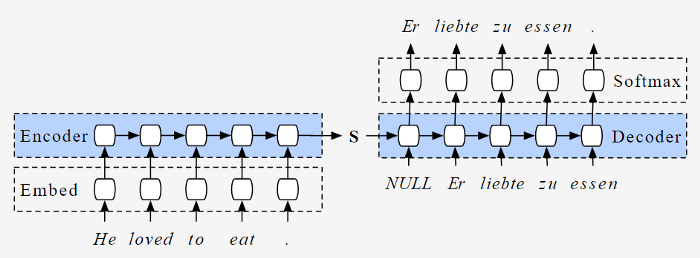 Er liebte zu essen .
Softmax
Encoder
S
Decoder
Embed
NULL Er liebte zu essen
He loved to eat .